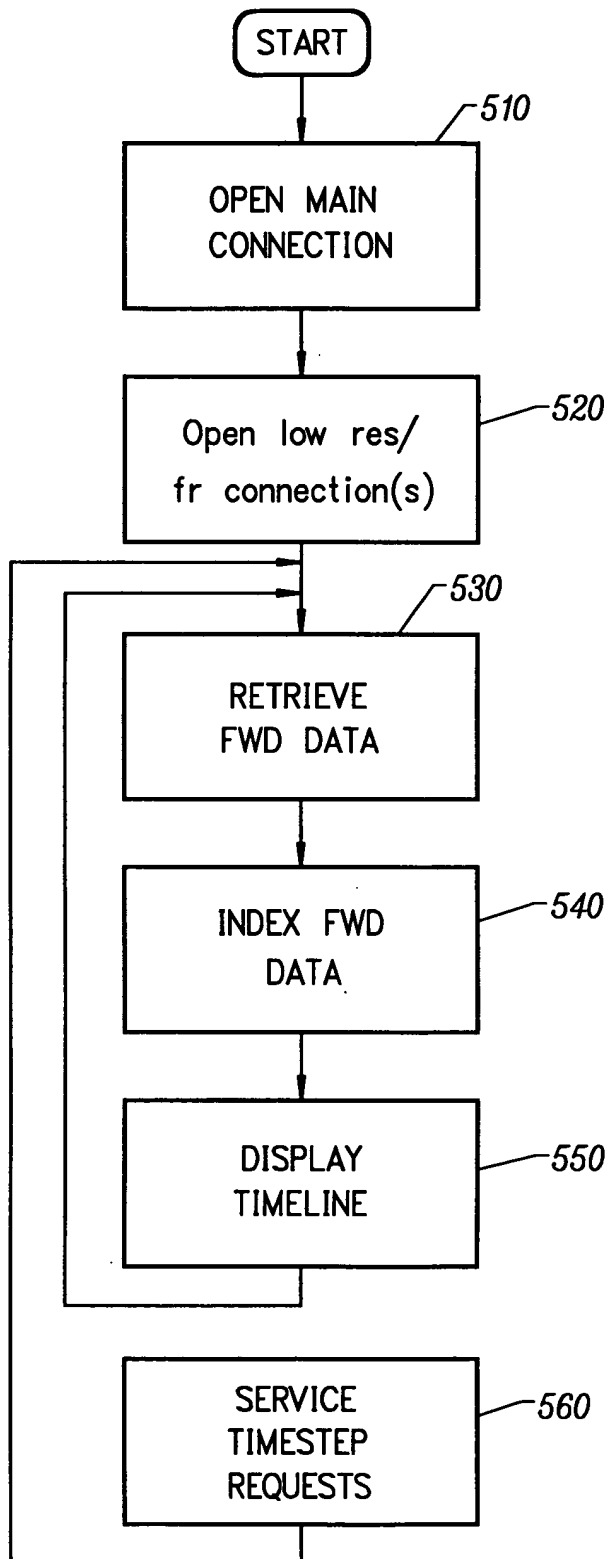 START
510
OPEN MAIN
CONNECTION
520
Open low res/
fr connection(s)
530
RETRIEVE
FWD DATA
540
INDEX FWD
DATA
550
DISPLAY
TIMELINE
560
SERVICE
TIMESTEP
REQUESTS